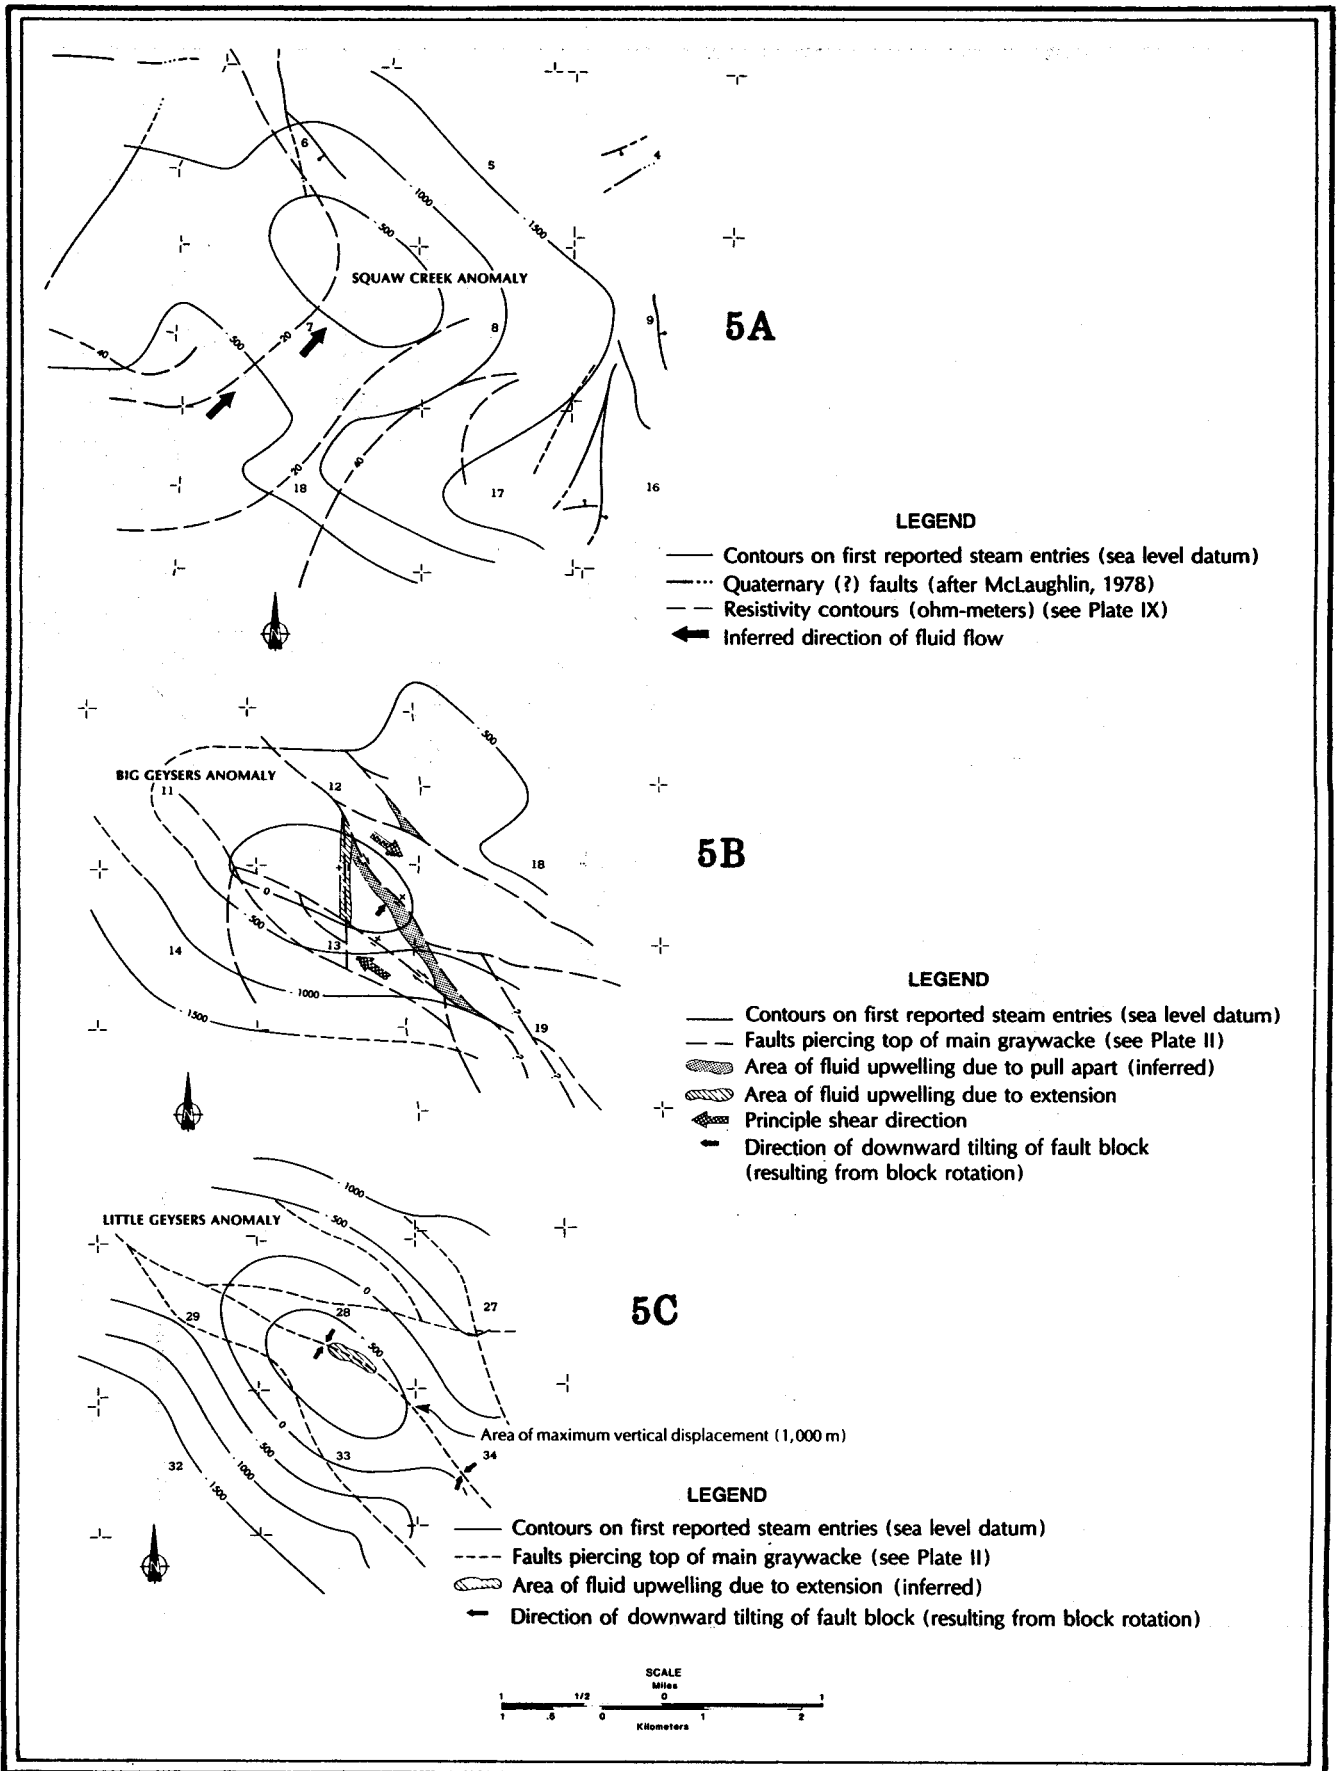 6
5
4
- 1000
- 500
- 1500
SQUAW CREEK ANOMALY
7
8
9
5A
40
20
- 500
20
40
18
17
16
N
LEGEND
Contours on first reported steam entries (sea level datum)
Quaternary (?) faults (after McLaughlin, 1978)
Resistivity contours (ohm-meters) (see Plate IX)
Inferred direction of fluid flow
- 500
BIG GEYSERS ANOMALY
11
12
18
5B
0
- 500
13
14
- 1000
- 1500
19
?
?
?
N
LEGEND
Contours on first reported steam entries (sea level datum)
Faults piercing top of main graywacke (see Plate II)
Area of fluid upwelling due to pull apart (inferred)
Area of fluid upwelling due to extension
Principle shear direction
Direction of downward tilting of fault block
(resulting from block rotation)
- 1000
- 500
LITTLE GEYSERS ANOMALY
0
29
28
27
5C
500
Area of maximum vertical displacement (1,000 m)
0
- 500
- 1000
- 1500
32
33
34
N
LEGEND
Contours on first reported steam entries (sea level datum)
Faults piercing top of main graywacke (see Plate II)
Area of fluid upwelling due to extension (inferred)
Direction of downward tilting of fault block (resulting from block rotation)
SCALE
Miles
1 1/2 0 1
1 .5 0 1 2
Kilometers